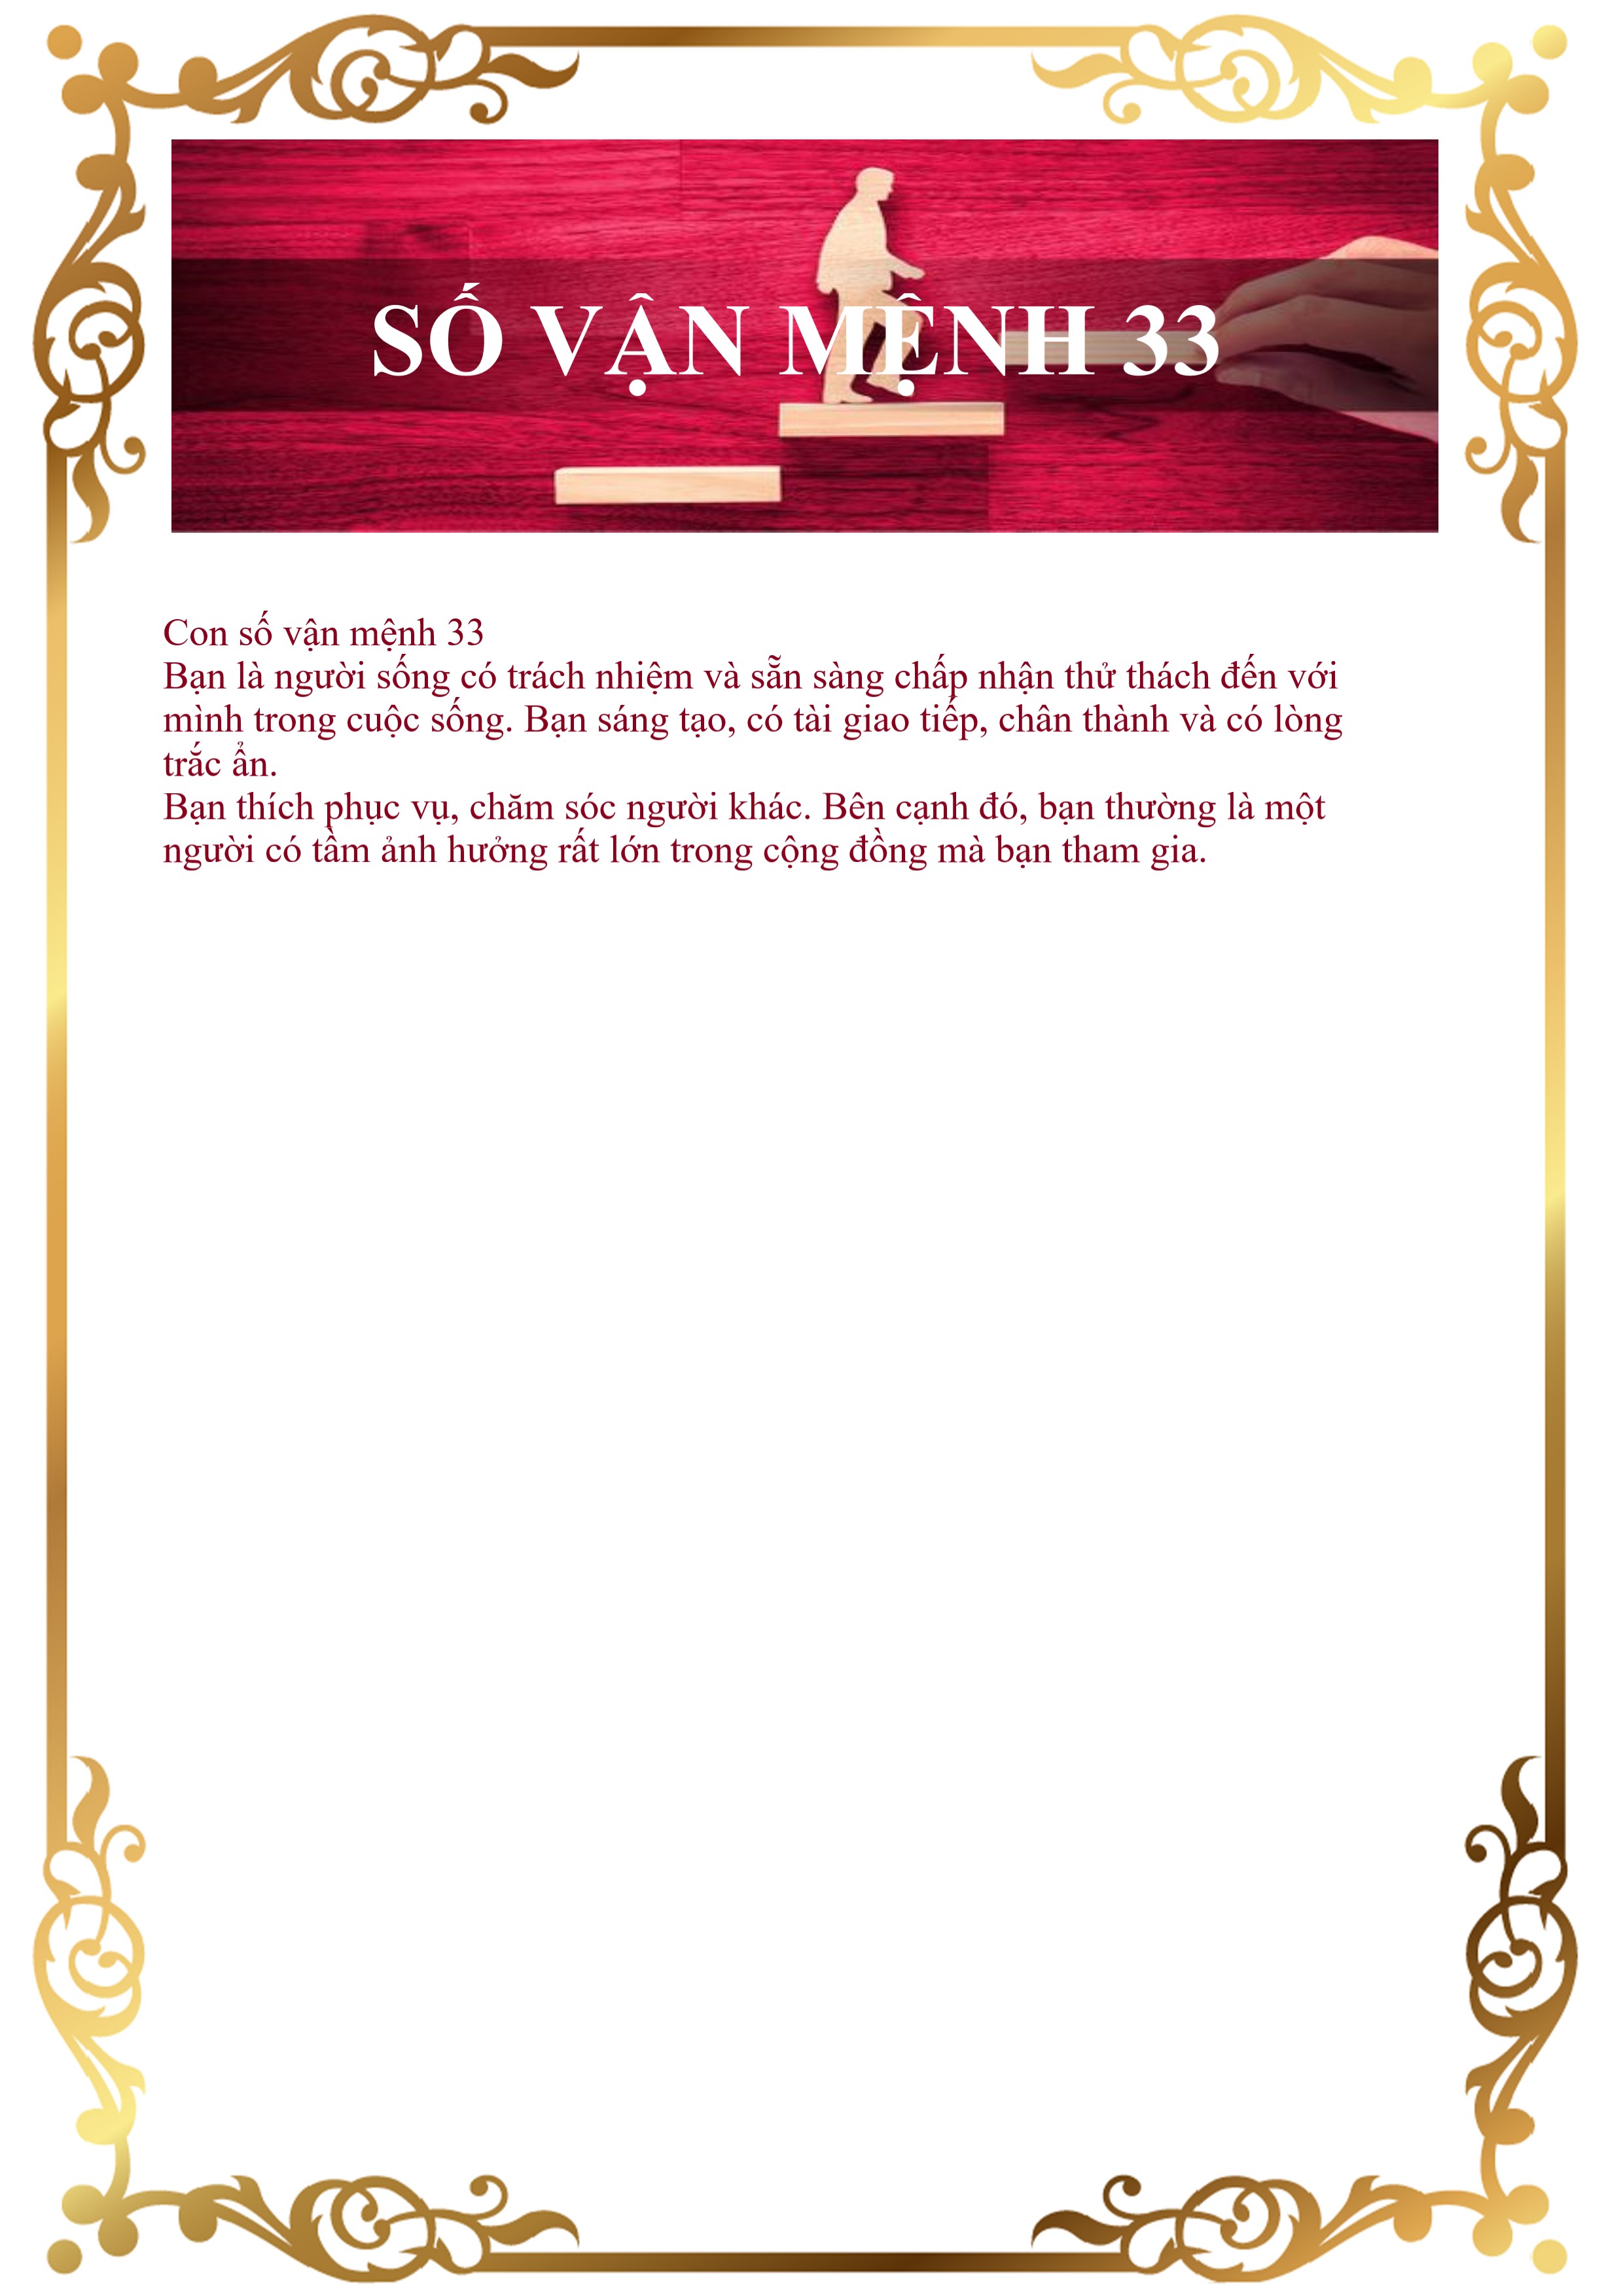 SỐ VẬN MỆNH 33
Con số vận mệnh 33
Bạn là người sống có trách nhiệm và sẵn sàng chấp nhận thử thách đến với
mình trong cuộc sống. Bạn sáng tạo, có tài giao tiếp, chân thành và có lòng
trắc ẩn.
Bạn thích phục vụ, chăm sóc người khác. Bên cạnh đó, bạn thường là một
người có tầm ảnh hưởng rất lớn trong cộng đồng mà bạn tham gia.